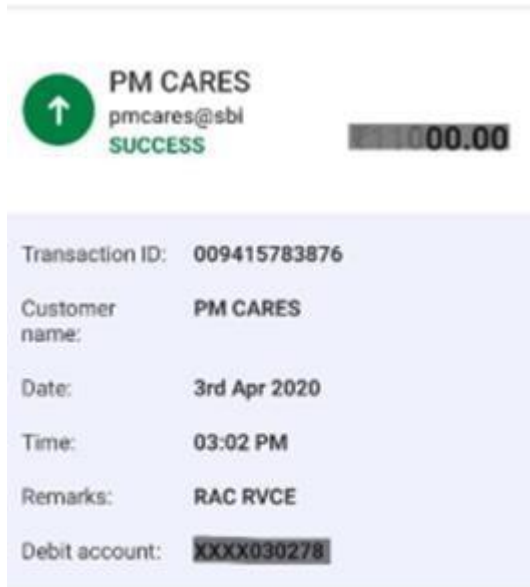 PM CARES
pmcares@sbi
SUCCESS
00.00
Transaction ID: 009415783876
Customer name: PM CARES
Date: 3rd Apr 2020
Time: 03:02 PM
Remarks: RAC RVCE
Debit account: XXXX030278